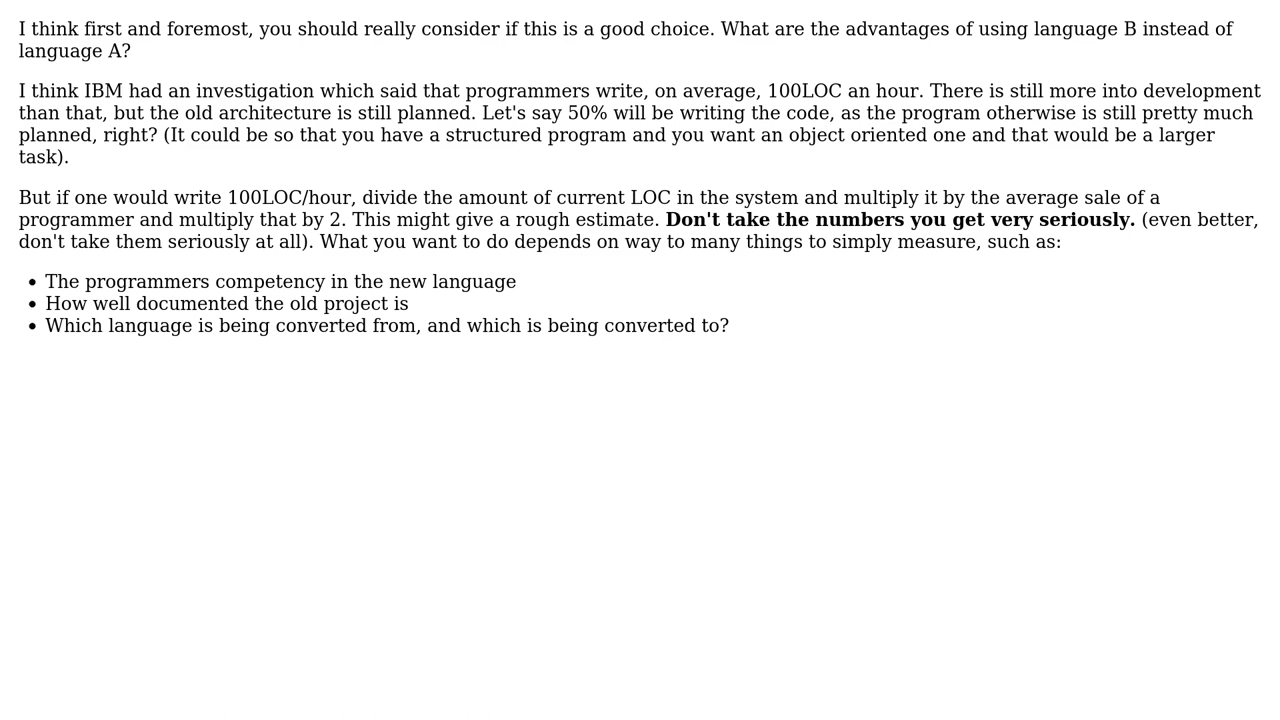 I think first and foremost, you should really consider if this is a good choice. What are the advantages of using language B instead of
language A?
I think IBM had an investigation which said that programmers write, on average, 100LOC an hour. There is still more into development
than that, but the old architecture is still planned. Let's say 50% will be writing the code, as the program otherwise is still pretty much
planned, right? (It could be so that you have a structured program and you want an object oriented one and that would be a larger
task).
But if one would write 100LOC/hour, divide the amount of current LOC in the system and multiply it by the average sale of a
programmer and multiply that by 2. This might give a rough estimate. Don't take the numbers you get very seriously. (even better,
don't take them seriously at all). What you want to do depends on way to many things to simply measure, such as:
• The programmers competency in the new language
• How well documented the old project is
• Which language is being converted from, and which is being converted to?